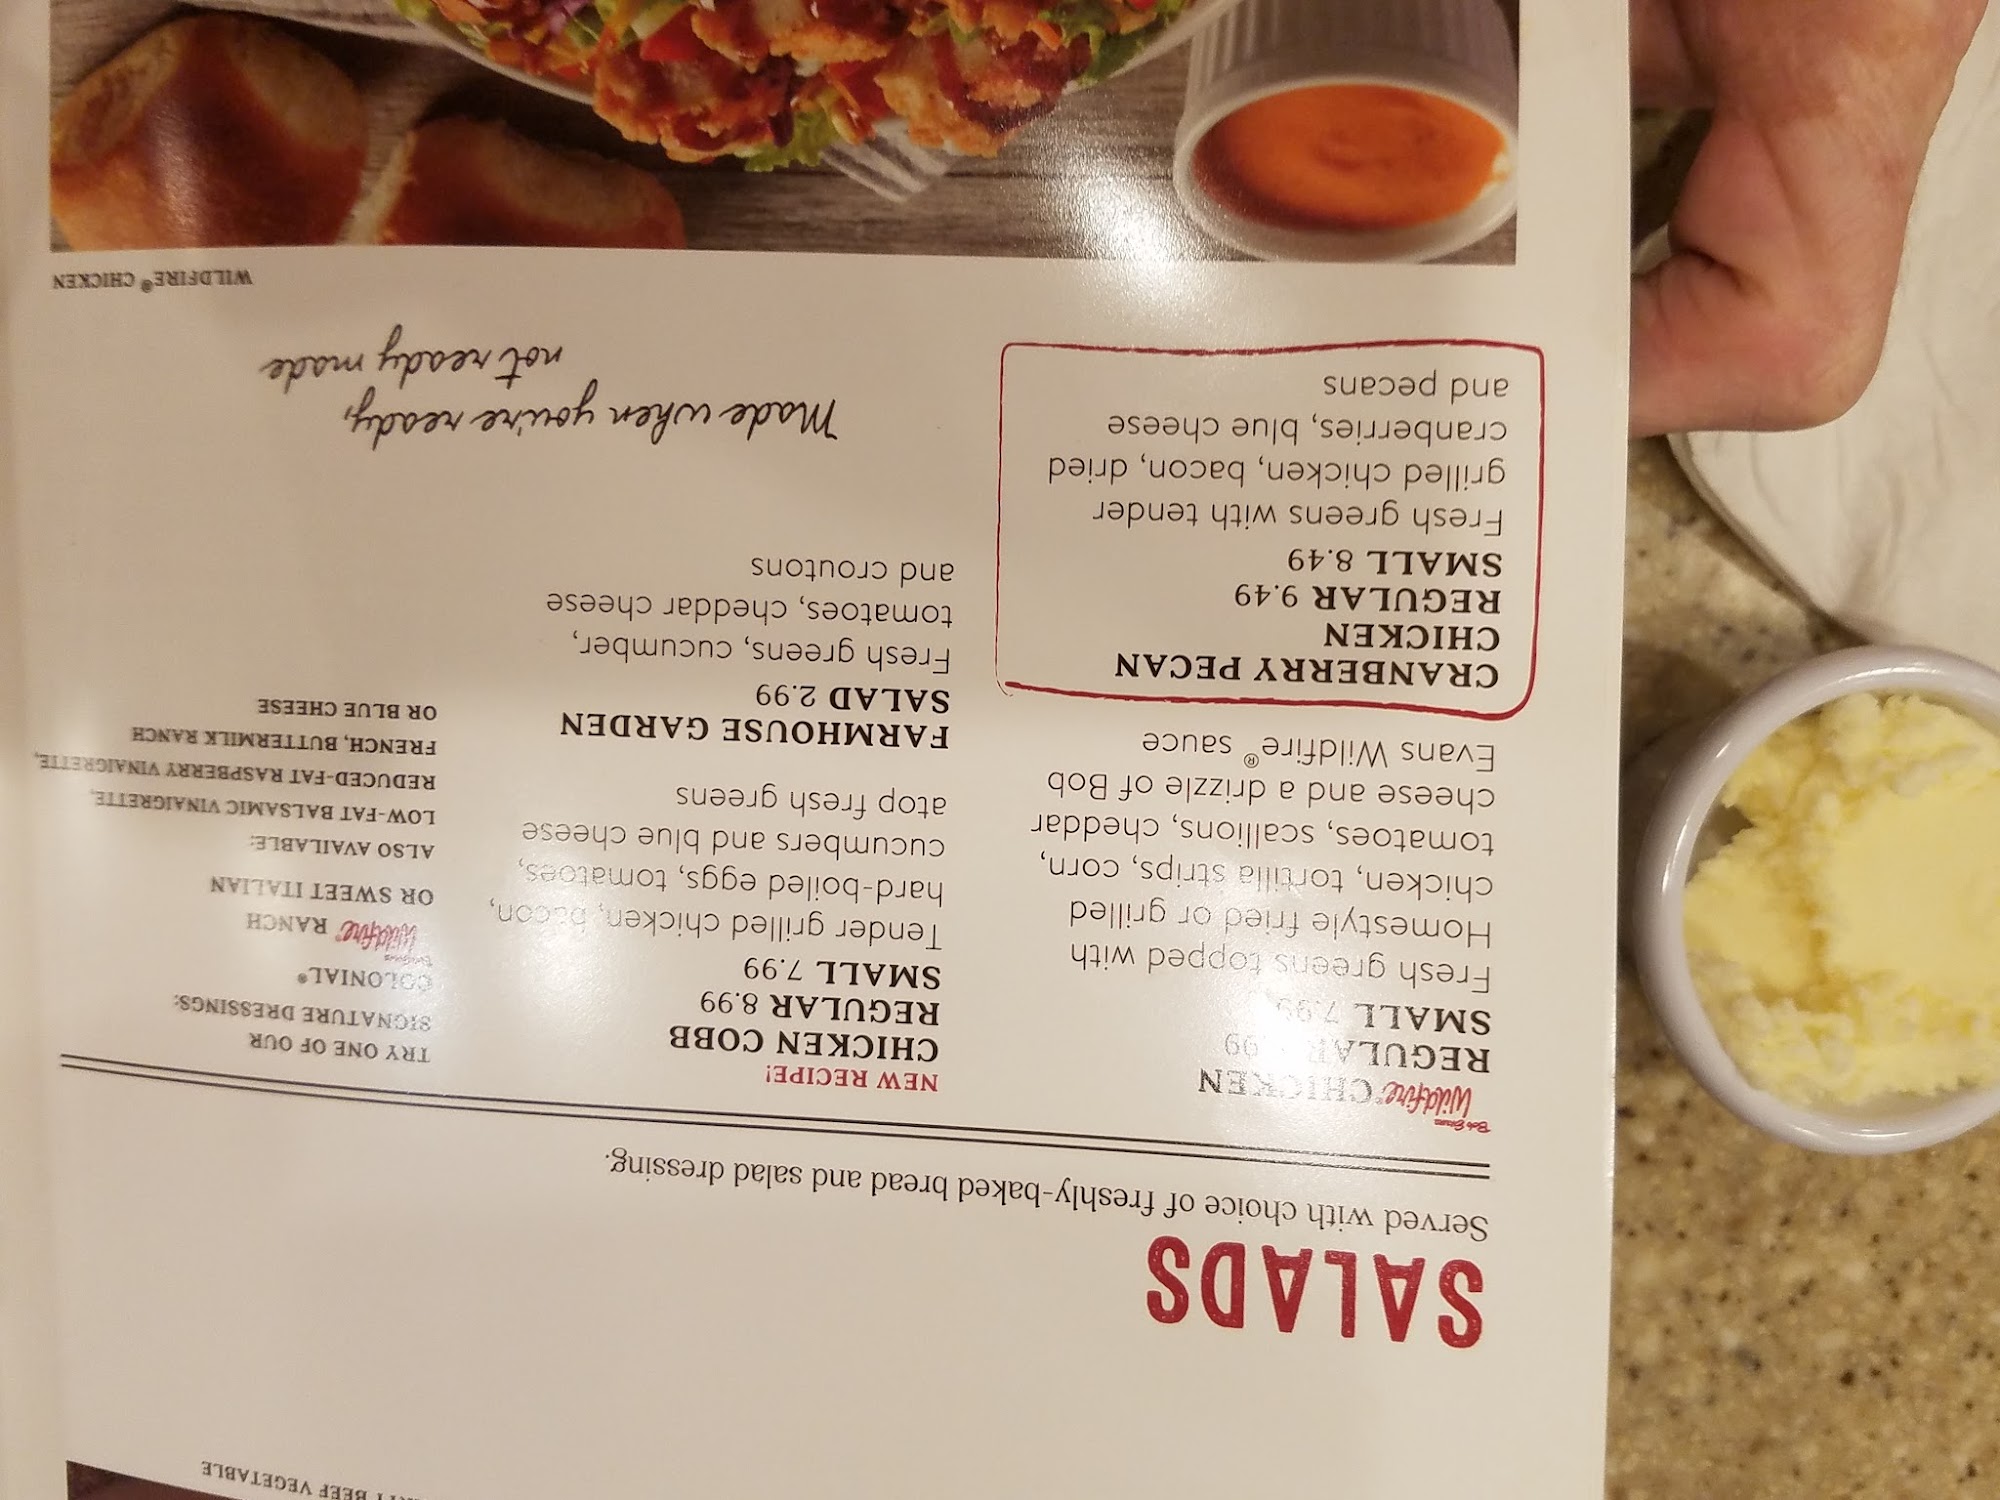 SALADS
Served with choice of freshly-baked bread and salad dressing.
Bob Evans
Wildfire® CHICKEN
REGULAR 99
SMALL 7.99
Fresh greens topped with
Homestyle fried or grilled
chicken, tortilla strips, corn,
tomatoes, scallions, cheddar
cheese and a drizzle of Bob
Evans Wildfire® sauce
CRANBERRY PECAN
CHICKEN
REGULAR 9.49
SMALL 8.49
Fresh greens with tender
grilled chicken, bacon, dried
cranberries, blue cheese
and pecans
NEW RECIPE!
CHICKEN COBB
REGULAR 8.99
SMALL 7.99
Tender grilled chicken, bacon,
hard-boiled eggs, tomatoes,
cucumbers and blue cheese
atop fresh greens
FARMHOUSE GARDEN
SALAD 2.99
Fresh greens, cucumber,
tomatoes, cheddar cheese
and croutons
TRY ONE OF OUR
SIGNATURE DRESSINGS:
COLONIAL®
Bob Evans
Wildfire® RANCH
OR SWEET ITALIAN
ALSO AVAILABLE:
LOW-FAT BALSAMIC VINAIGRETTE,
REDUCED-FAT RASPBERRY VINAIGRETTE,
FRENCH, BUTTERMILK RANCH
OR BLUE CHEESE
Made when you're ready,
not ready made
WILDFIRE® CHICKEN
BEEF VEGETABLE